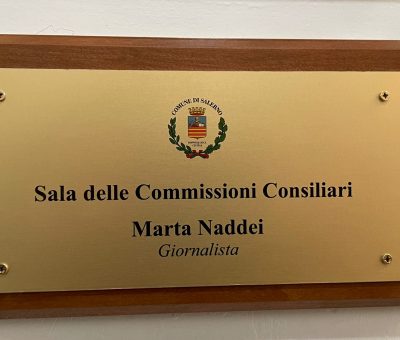 COMUNE DI SALERNO
Sala delle Commissioni Consiliari
Marta Naddei
Giornalista